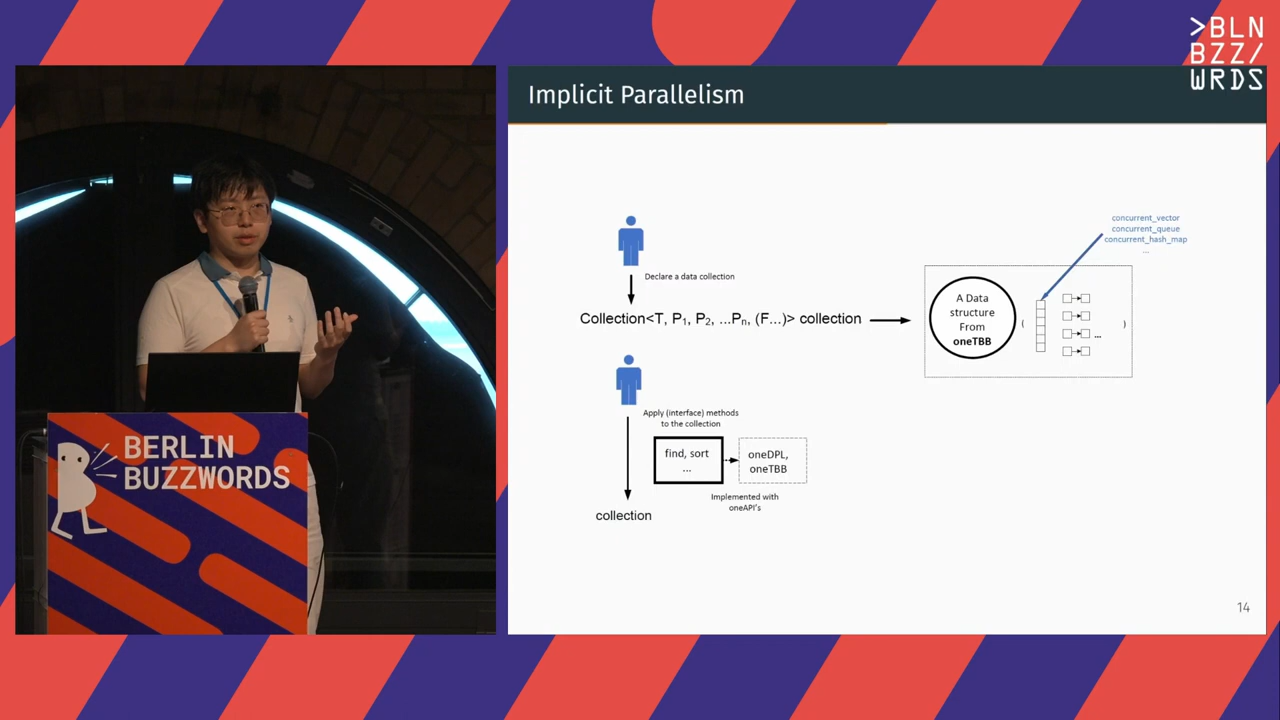 >BLN
BZZ/
WRDS
Implicit Parallelism
concurrent_vector
concurrent_queue
concurrent_hash_map
...
Declare a data collection
Collection<T, P1, P2, ...Pn, (F...)> collection
A Data
structure
From
oneTBB
(
...
)
Apply (interface) methods
to the collection
find, sort
...
oneDPL,
oneTBB
Implemented with
oneAPI's
collection
14
BERLIN
BUZZWORDS